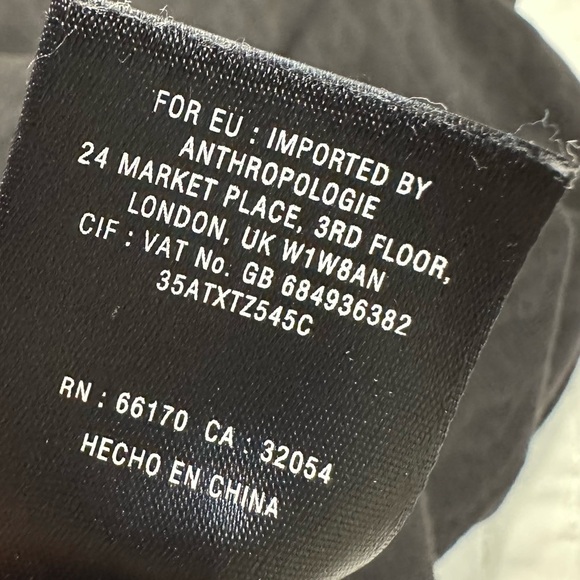 FOR EU : IMPORTED BY
ANTHROPOLOGIE
24 MARKET PLACE, 3RD FLOOR,
LONDON, UK W1W8AN
CIF : VAT No. GB 684936382
35ATXTZ545C
RN : 66170 CA : 32054
HECHO EN CHINA